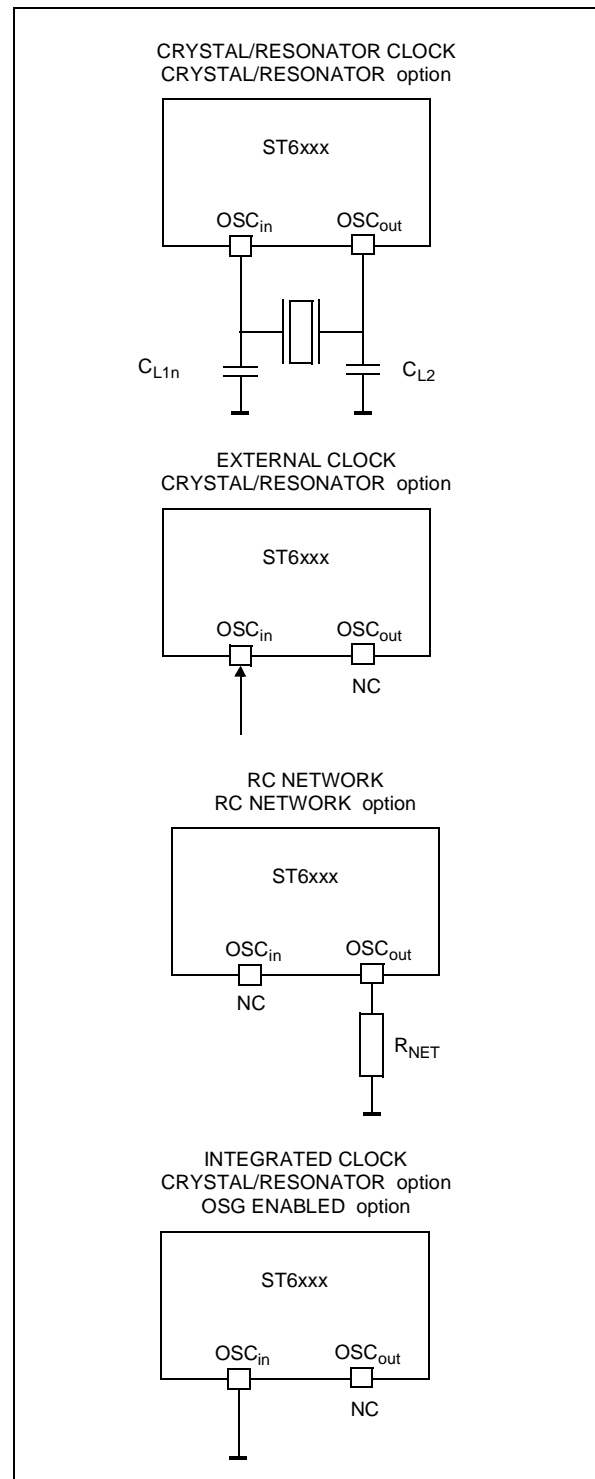 CRYSTAL/RESONATOR CLOCK
CRYSTAL/RESONATOR option
ST6xxx
OSCin OSCout
CL1n CL2
EXTERNAL CLOCK
CRYSTAL/RESONATOR option
ST6xxx
OSCin OSCout
NC
RC NETWORK
RC NETWORK option
ST6xxx
OSCin OSCout
NC
RNET
INTEGRATED CLOCK
CRYSTAL/RESONATOR option
OSG ENABLED option
ST6xxx
OSCin OSCout
NC